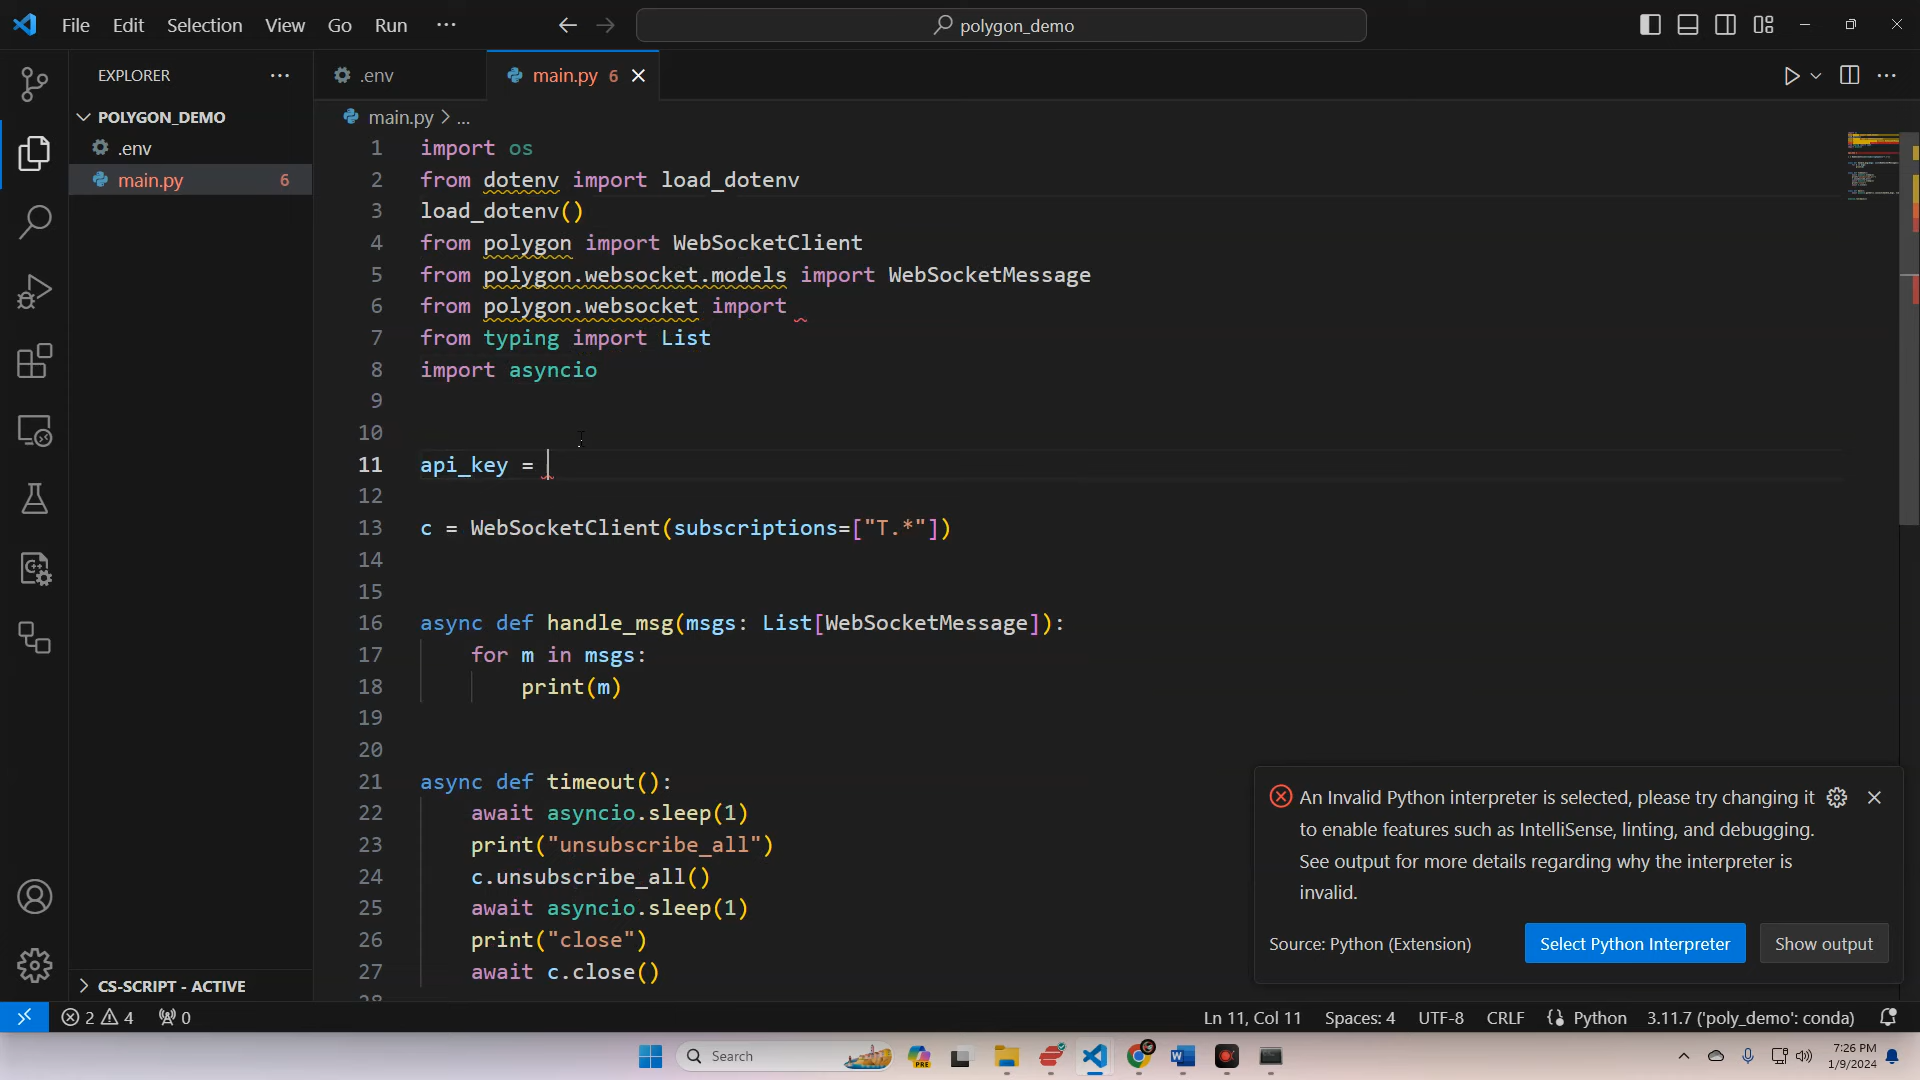 File Edit Selection View Go Run ···
polygon_demo
EXPLORER ···
POLYGON_DEMO
.env
main.py 6
CS-SCRIPT - ACTIVE
.env
main.py 6
main.py > ...
1 import os
2 from dotenv import load_dotenv
3 load_dotenv()
4 from polygon import WebSocketClient
5 from polygon.websocket.models import WebSocketMessage
6 from polygon.websocket import
7 from typing import List
8 import asyncio
9
10
11 api_key =
12
13 c = WebSocketClient(subscriptions=["T.*"])
14
15
16 async def handle_msg(msgs: List[WebSocketMessage]):
17 for m in msgs:
18 print(m)
19
20
21 async def timeout():
22 await asyncio.sleep(1)
23 print("unsubscribe_all")
24 c.unsubscribe_all()
25 await asyncio.sleep(1)
26 print("close")
27 await c.close()
28
An Invalid Python interpreter is selected, please try changing it
to enable features such as IntelliSense, linting, and debugging.
See output for more details regarding why the interpreter is
invalid.
Source: Python (Extension)
Select Python Interpreter
Show output
2 4 0
Ln 11, Col 11 Spaces: 4 UTF-8 CRLF Python 3.11.7 ('poly_demo': conda)
Search
PRE
7:26 PM
1/9/2024